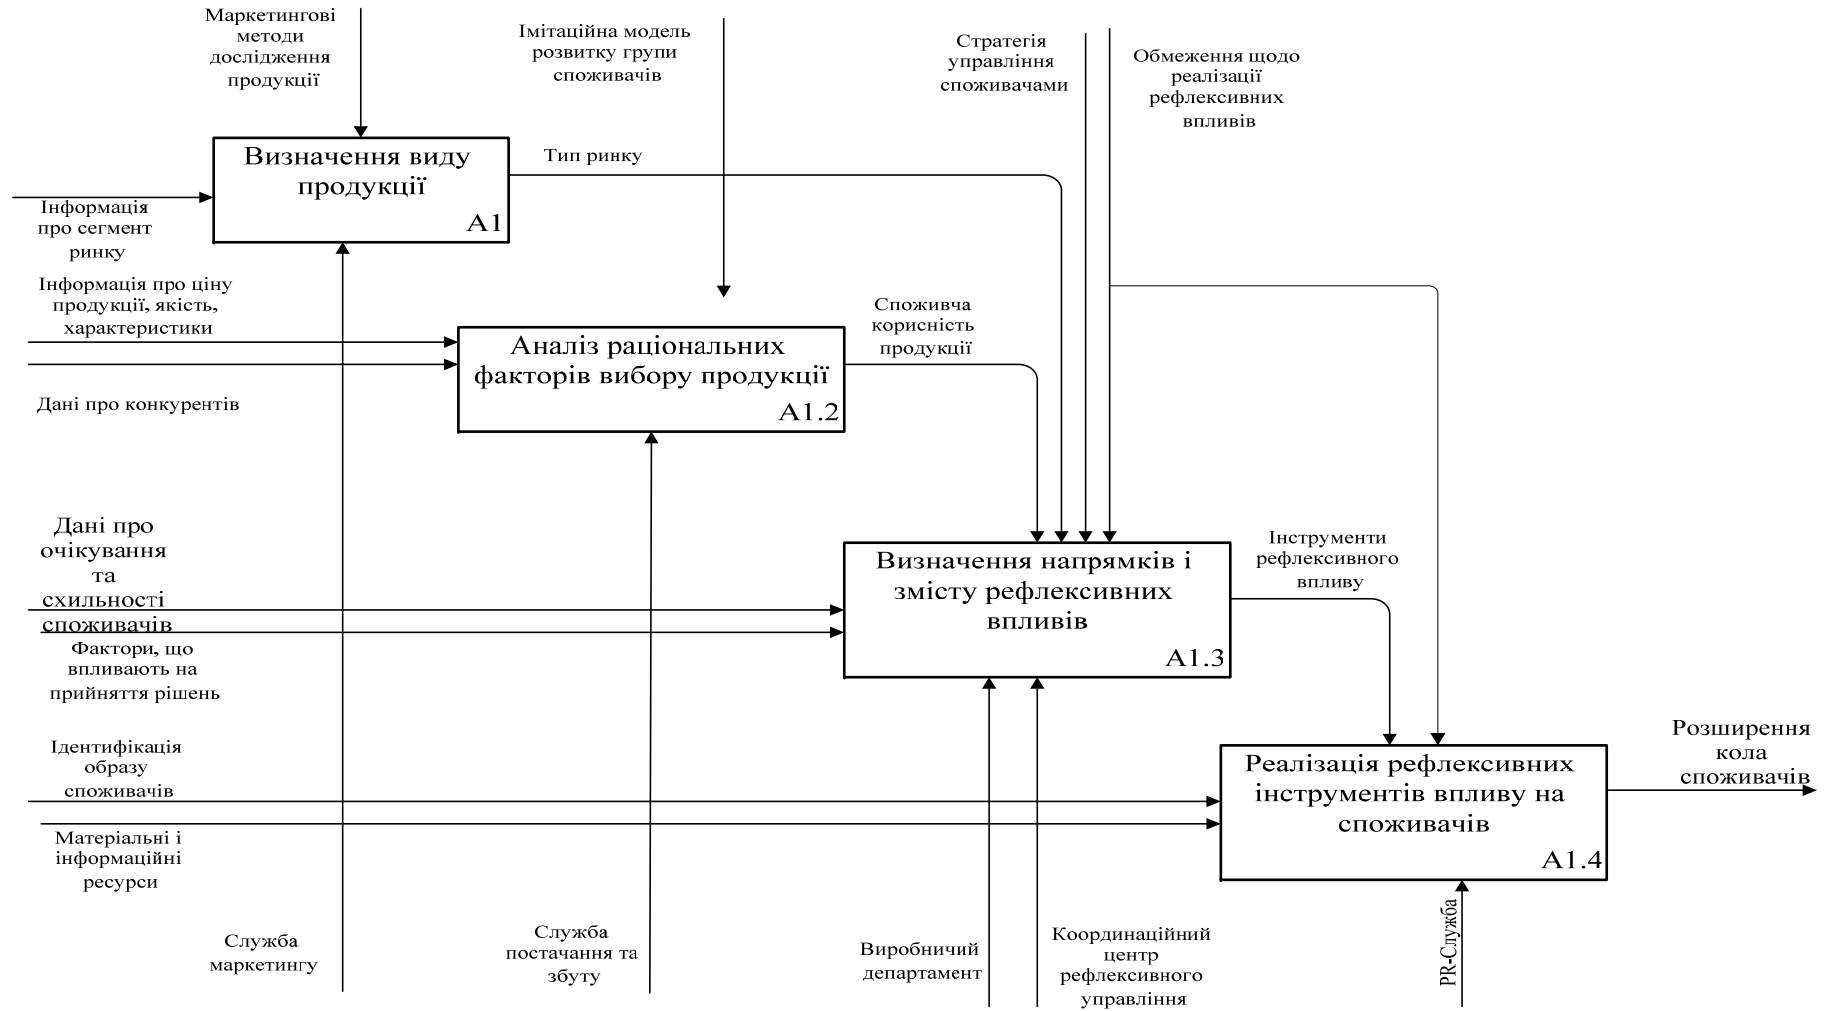 Маркетингові
методи
дослідження
продукції
Імітаційна модель
розвитку групи
споживачів
Стратегія
управління
споживачами
Обмеження щодо
реалізації
рефлексивних
впливів
Визначення виду
продукції
А1
Тип ринку
Інформація
про сегмент
ринку
Інформація про ціну
продукції, якість,
характеристики
Дані про конкурентів
Аналіз раціональних
факторів вибору продукції
А1.2
Споживча
корисність
продукції
Дані про
очікування
та
схильності
споживачів
Фактори, що
впливають на
прийняття рішень
Визначення напрямків і
змісту рефлексивних
впливів
А1.3
Інструменти
рефлексивного
впливу
Ідентифікація
образу
споживачів
Матеріальні і
інформаційні
ресурси
Реалізація рефлексивних
інструментів впливу на
споживачів
А1.4
Розширення
кола
споживачів
Служба
маркетингу
Служба
постачання та
збуту
Виробничий
департамент
Координаційний
центр
рефлексивного
управління
PR-Служба